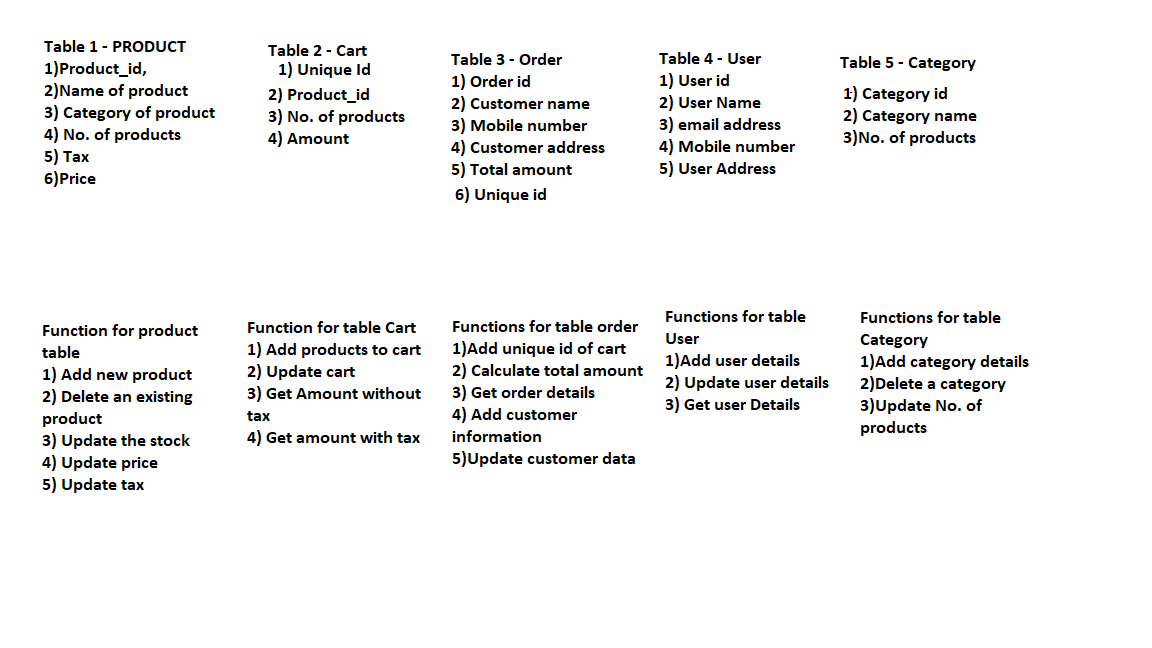 Table 1 - PRODUCT
1)Product_id,
2)Name of product
3) Category of product
4) No. of products
5) Tax
6)Price
Table 2 - Cart
1) Unique Id
2) Product_id
3) No. of products
4) Amount
Table 3 - Order
1) Order id
2) Customer name
3) Mobile number
4) Customer address
5) Total amount
6) Unique id
Table 4 - User
1) User id
2) User Name
3) email address
4) Mobile number
5) User Address
Table 5 - Category
1) Category id
2) Category name
3)No. of products
Function for product
table
1) Add new product
2) Delete an existing
product
3) Update the stock
4) Update price
5) Update tax
Function for table Cart
1) Add products to cart
2) Update cart
3) Get Amount without
tax
4) Get amount with tax
Functions for table order
1)Add unique id of cart
2) Calculate total amount
3) Get order details
4) Add customer
information
5)Update customer data
Functions for table
User
1)Add user details
2) Update user details
3) Get user Details
Functions for table
Category
1)Add category details
2)Delete a category
3)Update No. of
products